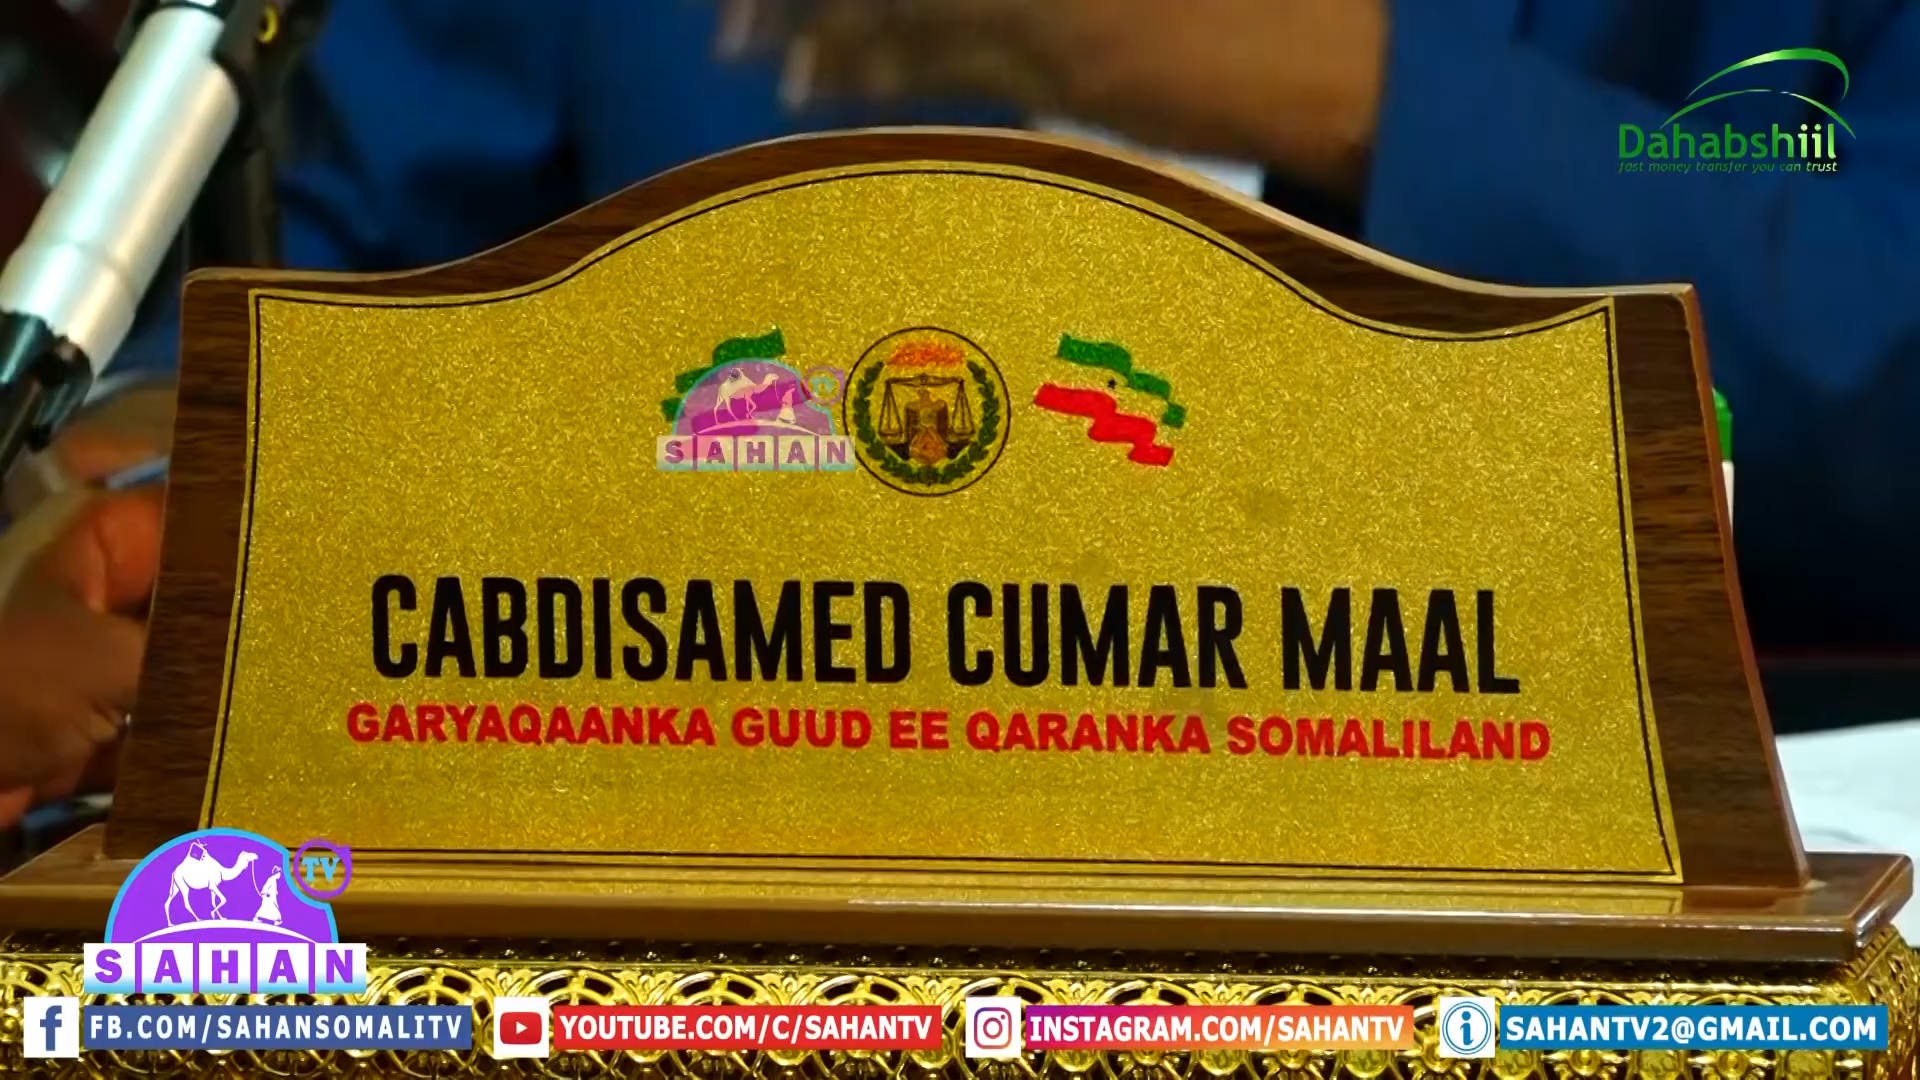 Dahabshiil
fast money transfer you can trust
TV
SAHAN
CABDISAMED CUMAR MAAL
GARYAQAANKA GUUD EE QARANKA SOMALILAND
TV
SAHAN
FB.COM/SAHANSOMALITV
YOUTUBE.COM/C/SAHANTV
INSTAGRAM.COM/SAHANTV
SAHANTV2@GMAIL.COM